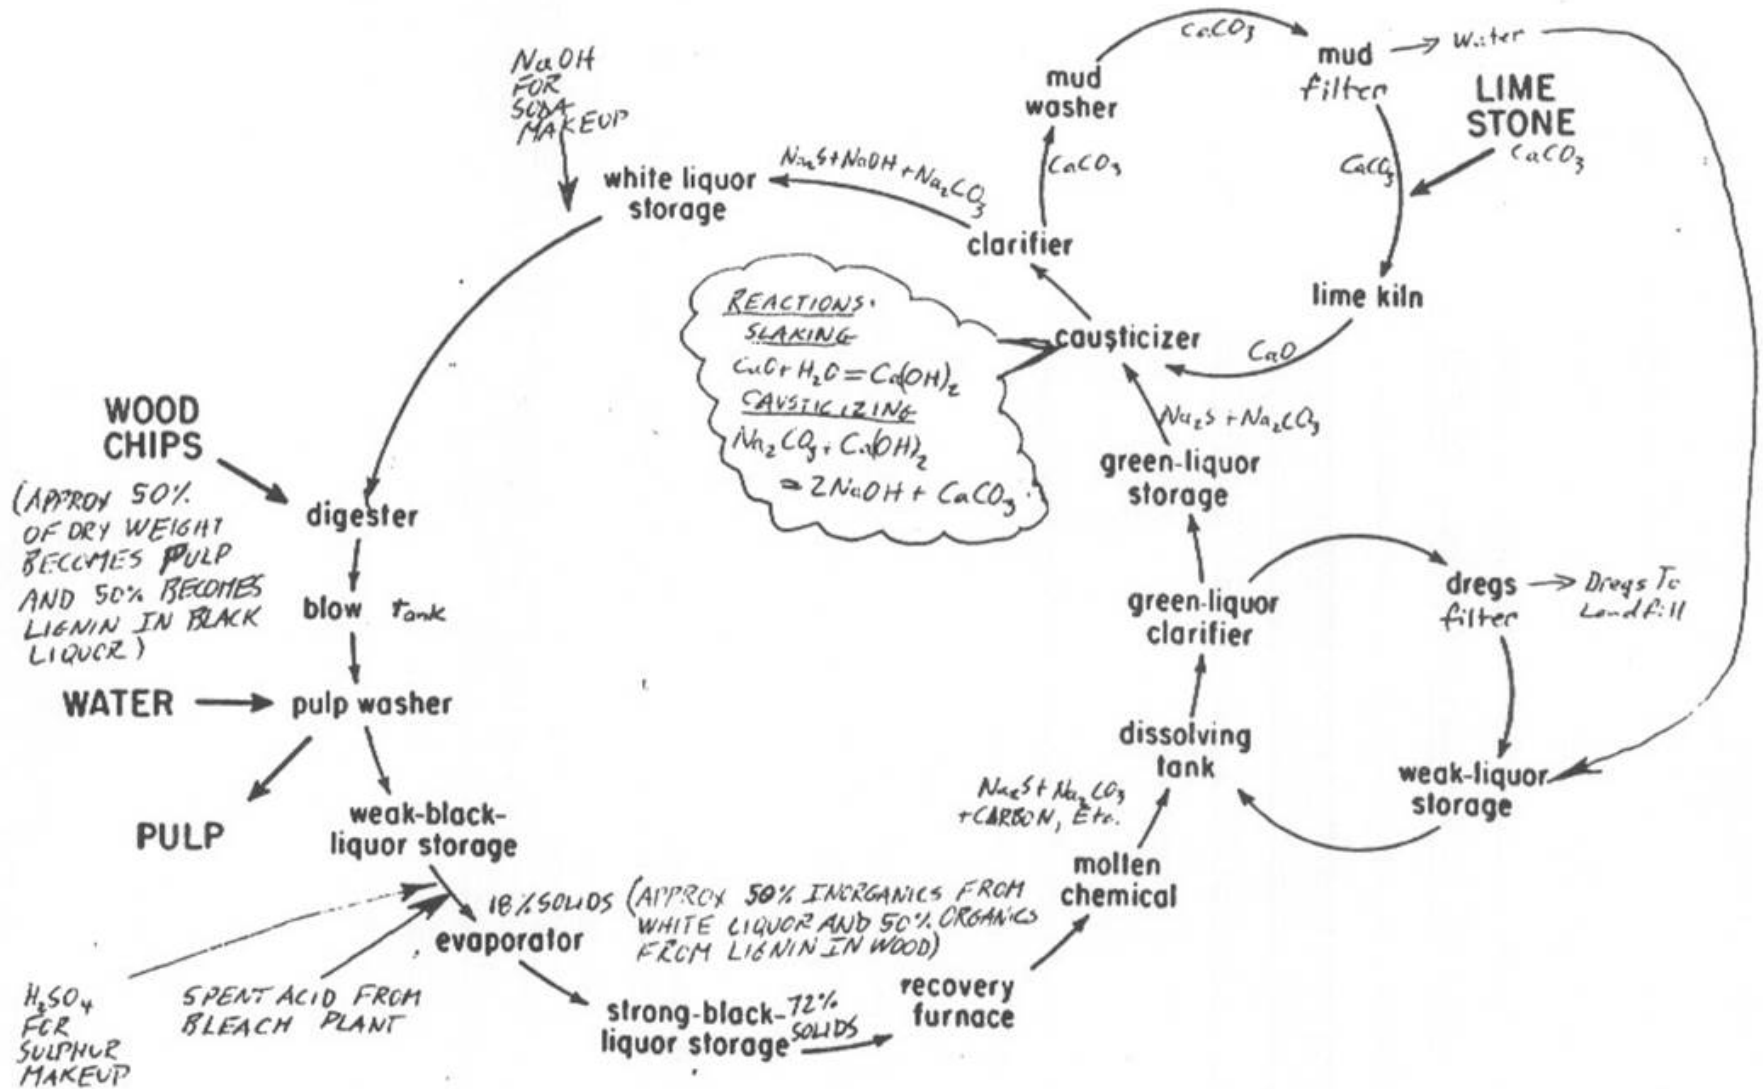 NaOH
FOR
SODA
MAKEUP
white liquor
storage
Na₂S+NaOH+Na₂CO₃
clarifier
CaCO₃
mud
washer
CaCO₃
mud
filter
Water
LIME
STONE
CaCO₃
CaCO₃
lime kiln
CaO
causticizer
REACTIONS.
SLAKING
CaO+H₂O=Ca(OH)₂
CAUSTICIZING
Na₂CO₃+Ca(OH)₂
=2NaOH+CaCO₃.
Na₂S+Na₂CO₃
green-liquor
storage
WOOD
CHIPS
(APPROX 50%
OF DRY WEIGHT
BECOMES PULP
AND 50% BECOMES
LIGNIN IN BLACK
LIQUOR)
digester
blow tank
WATER
pulp washer
PULP
green-liquor
clarifier
dregs
filter
Dregs To
Landfill
dissolving
tank
weak-liquor
storage
Na₂S+Na₂CO₃
+CARBON, Etc.
molten
chemical
weak-black-
liquor storage
18%SOLIDS
(APPROX 50% INORGANICS FROM
WHITE LIQUOR AND 50% ORGANICS
FROM LIGNIN IN WOOD)
evaporator
H₂SO₄
FOR
SULPHUR
MAKEUP
SPENT ACID FROM
BLEACH PLANT
strong-black-
liquor storage
72%
SOLIDS
recovery
furnace